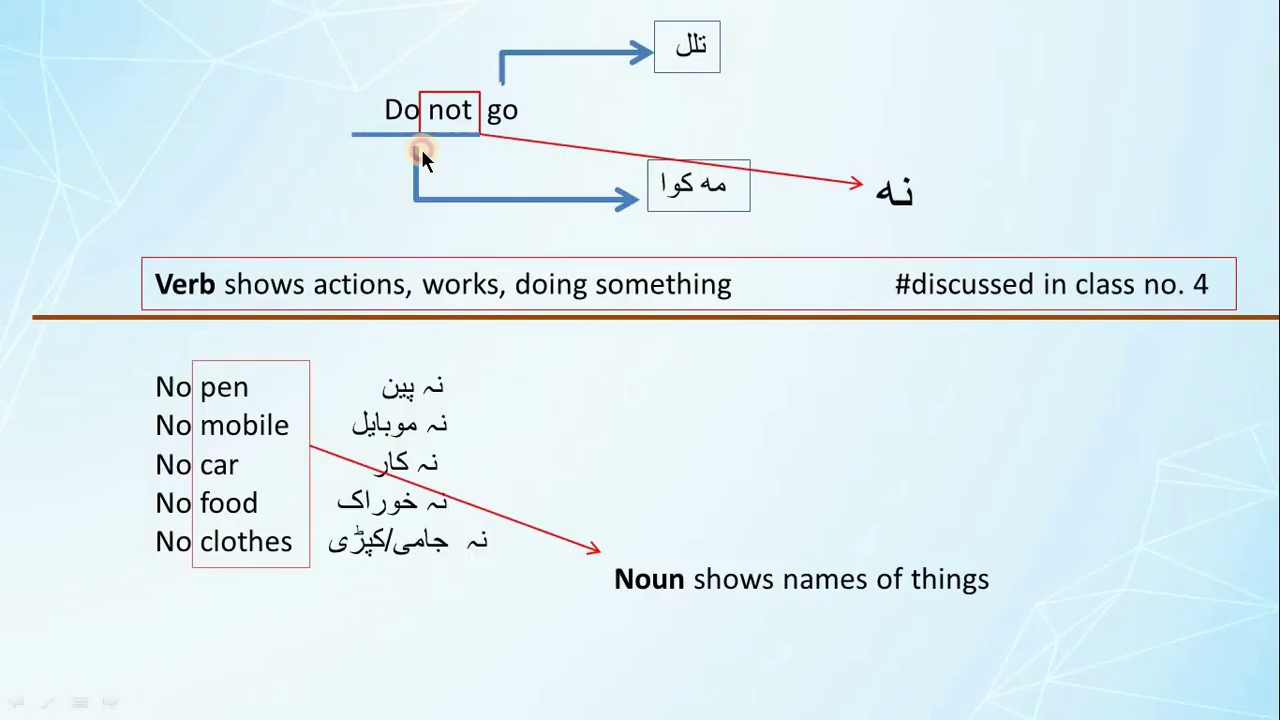 تلل
Do not go
مه کوا
نه
Verb shows actions, works, doing something #discussed in class no. 4
No pen نہ پین
No mobile نہ موبایل
No car نہ کار
No food نہ خوراک
No clothes نہ جامی/کپڑی
Noun shows names of things